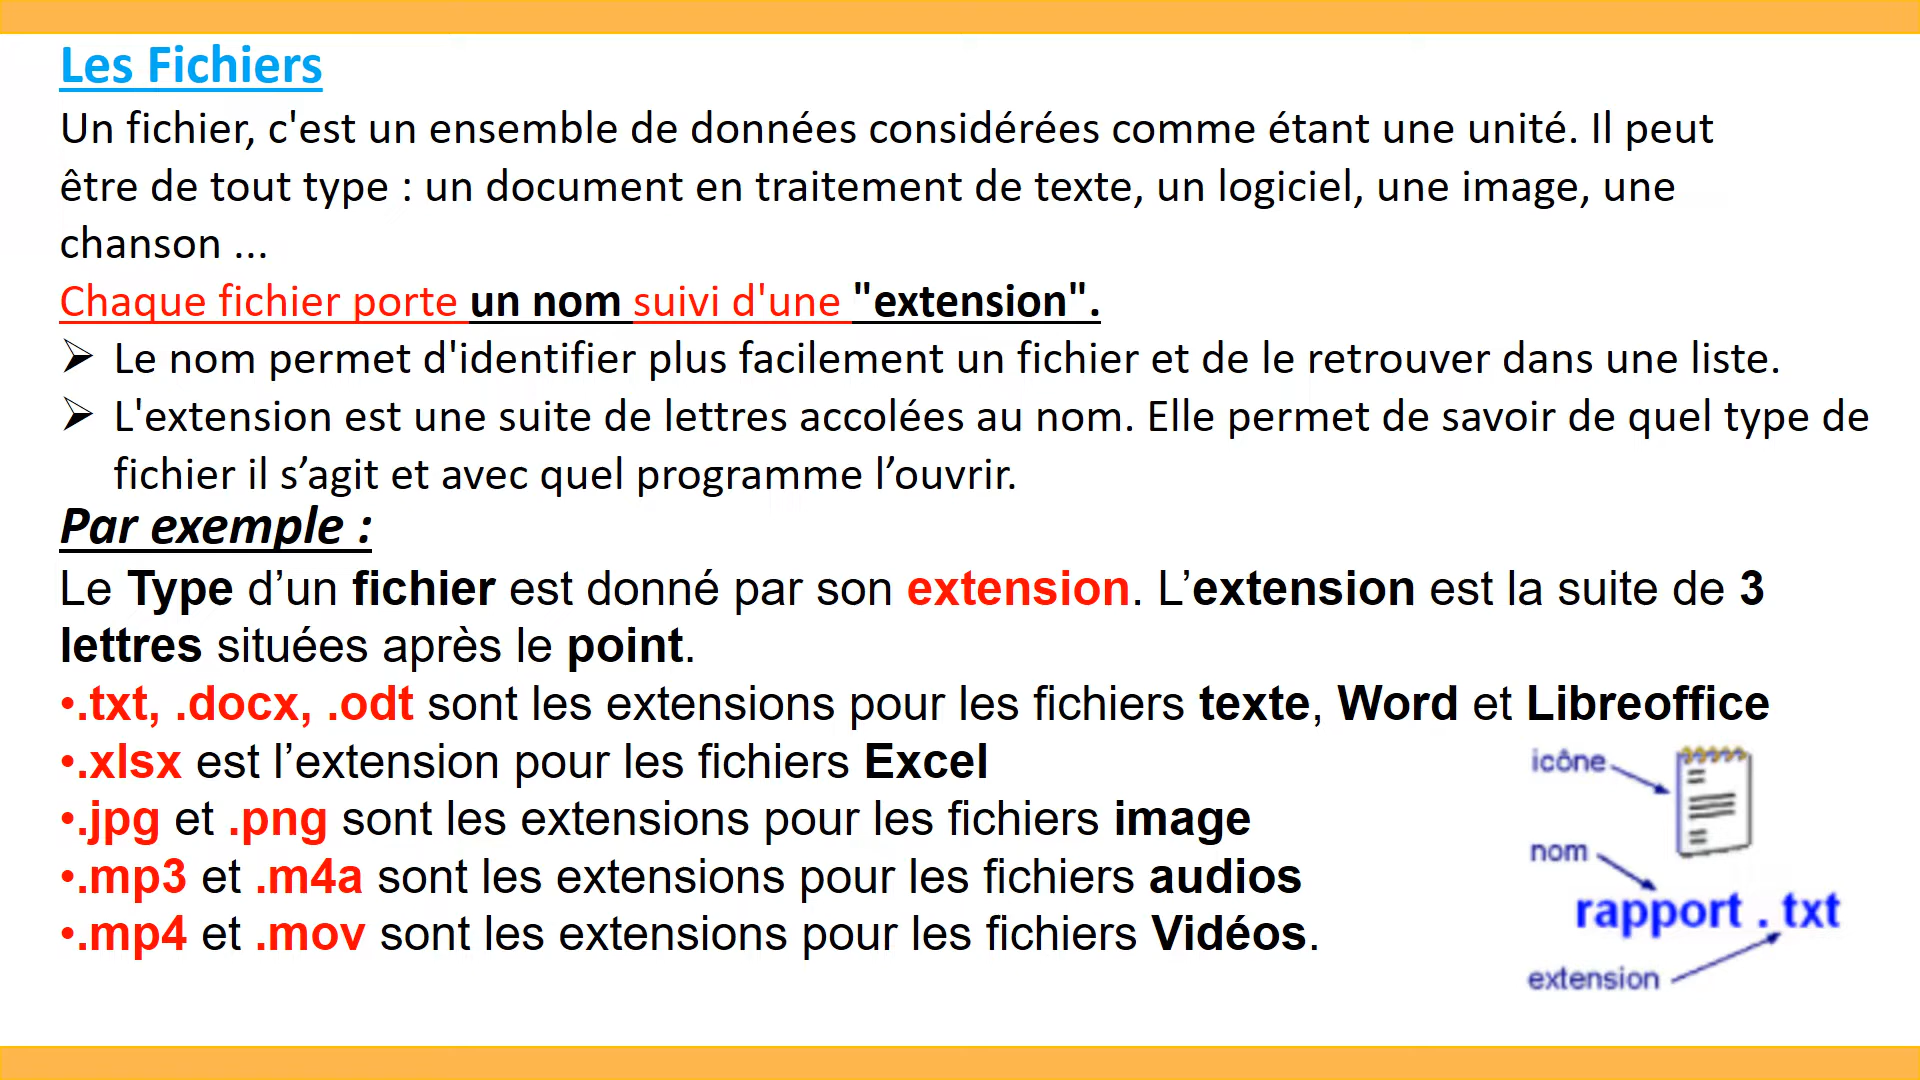 Les Fichiers
Un fichier, c'est un ensemble de données considérées comme étant une unité. Il peut
être de tout type : un document en traitement de texte, un logiciel, une image, une
chanson ...
Chaque fichier porte un nom suivi d'une "extension".
➢ Le nom permet d'identifier plus facilement un fichier et de le retrouver dans une liste.
➢ L'extension est une suite de lettres accolées au nom. Elle permet de savoir de quel type de
fichier il s’agit et avec quel programme l’ouvrir.
Par exemple :
Le Type d’un fichier est donné par son extension. L’extension est la suite de 3
lettres situées après le point.
•.txt, .docx, .odt sont les extensions pour les fichiers texte, Word et Libreoffice
•.xlsx est l’extension pour les fichiers Excel
•.jpg et .png sont les extensions pour les fichiers image
•.mp3 et .m4a sont les extensions pour les fichiers audios
•.mp4 et .mov sont les extensions pour les fichiers Vidéos.
icône
nom
rapport . txt
extension